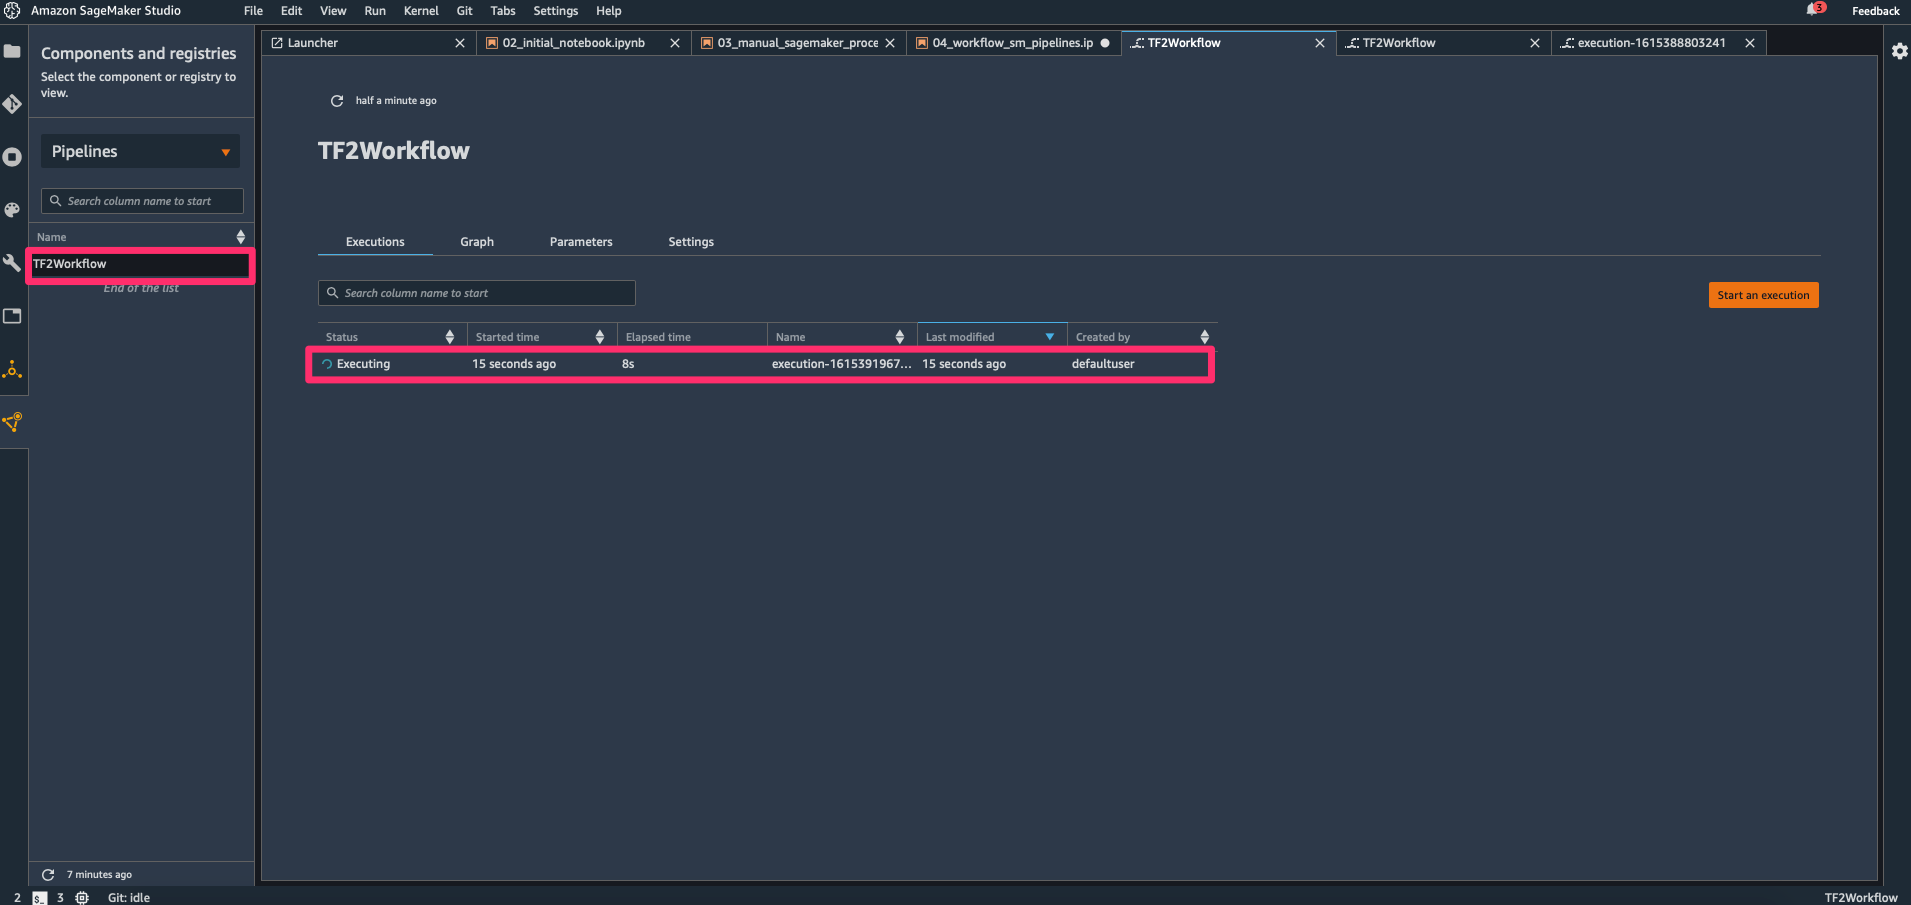 Amazon SageMaker Studio
File Edit View Run Kernel Git Tabs Settings Help
3
Feedback
Components and registries
Select the component or registry to
view.
Pipelines
Search column name to start
Name
TF2Workflow
End of the list
7 minutes ago
Launcher
02_initial_notebook.ipynb
03_manual_sagemaker_proce
04_workflow_sm_pipelines.ip
TF2Workflow
TF2Workflow
execution-1615388803241
half a minute ago
TF2Workflow
Executions Graph Parameters Settings
Search column name to start
Start an execution
Status Started time Elapsed time Name Last modified Created by
Executing 15 seconds ago 8s execution-1615391967... 15 seconds ago defaultuser
2 $_ 3 Git: idle
TF2Workflow